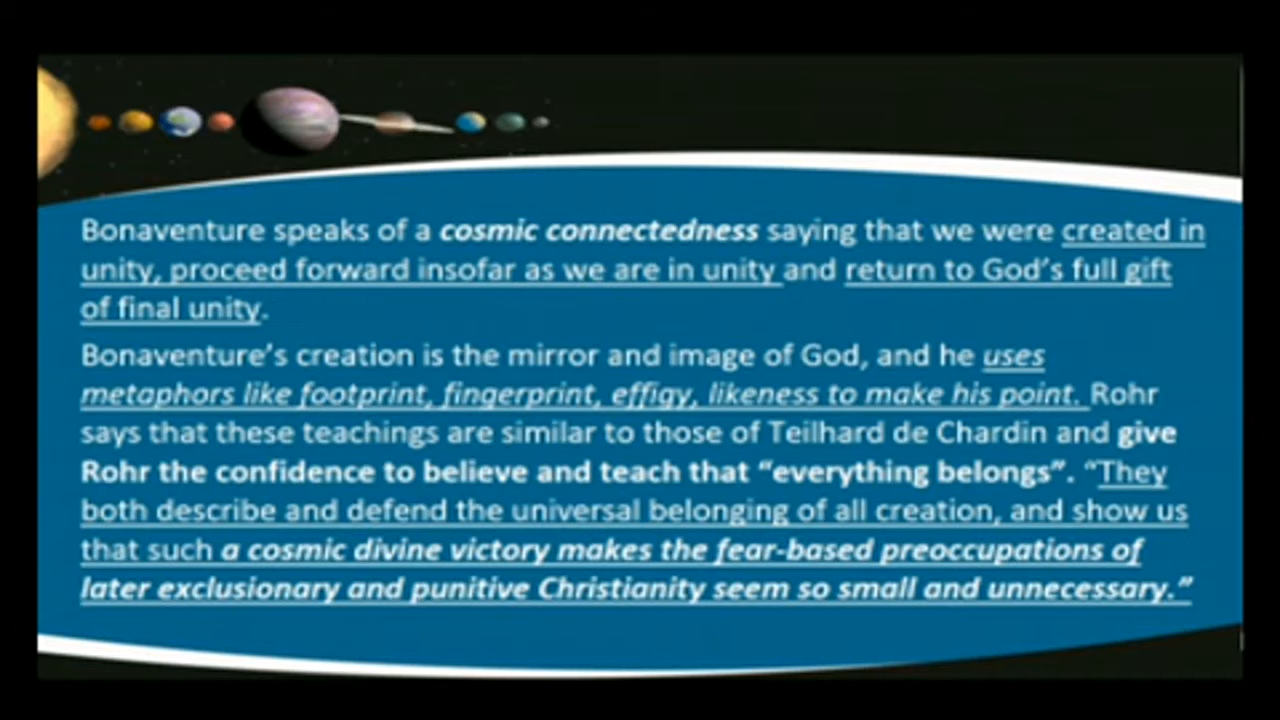 Bonaventure speaks of a cosmic connectedness saying that we were created in
unity, proceed forward insofar as we are in unity and return to God's full gift
of final unity.
Bonaventure's creation is the mirror and image of God, and he uses
metaphors like footprint, fingerprint, effigy, likeness to make his point. Rohr
says that these teachings are similar to those of Teilhard de Chardin and give
Rohr the confidence to believe and teach that “everything belongs”. “They
both describe and defend the universal belonging of all creation, and show us
that such a cosmic divine victory makes the fear-based preoccupations of
later exclusionary and punitive Christianity seem so small and unnecessary.”